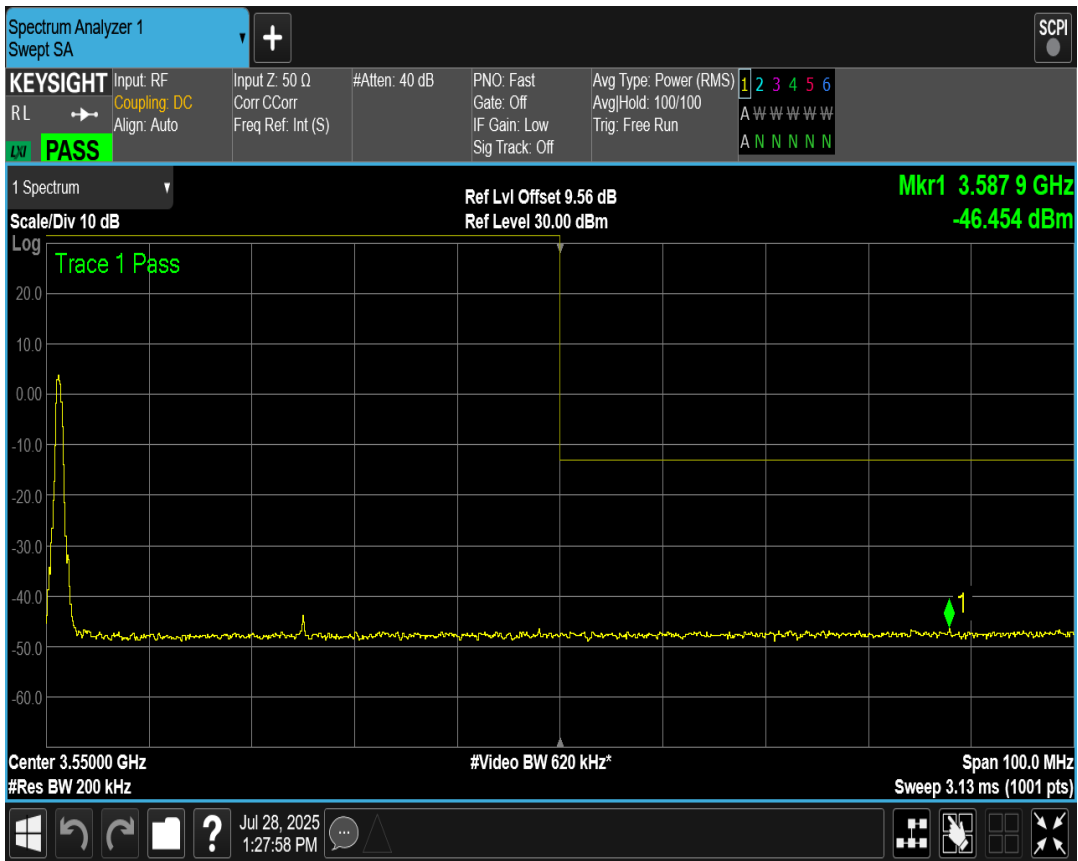 Spectrum Analyzer 1
Swept SA
+
SCPI
KEYSIGHT
RL
LXI PASS
Input: RF
Coupling: DC
Align: Auto
Input Z: 50 Ω
Corr CCorr
Freq Ref: Int (S)
#Atten: 40 dB
PNO: Fast
Gate: Off
IF Gain: Low
Sig Track: Off
Avg Type: Power (RMS)
Avg|Hold: 100/100
Trig: Free Run
1 2 3 4 5 6
A W W W W W
A N N N N N
1 Spectrum
Scale/Div 10 dB
Ref Lvl Offset 9.56 dB
Ref Level 30.00 dBm
Mkr1 3.587 9 GHz
-46.454 dBm
Log
Trace 1 Pass
20.0
10.0
0.00
-10.0
-20.0
-30.0
-40.0
1
-50.0
-60.0
Center 3.55000 GHz
#Res BW 200 kHz
#Video BW 620 kHz*
Span 100.0 MHz
Sweep 3.13 ms (1001 pts)
?
Jul 28, 2025
1:27:58 PM